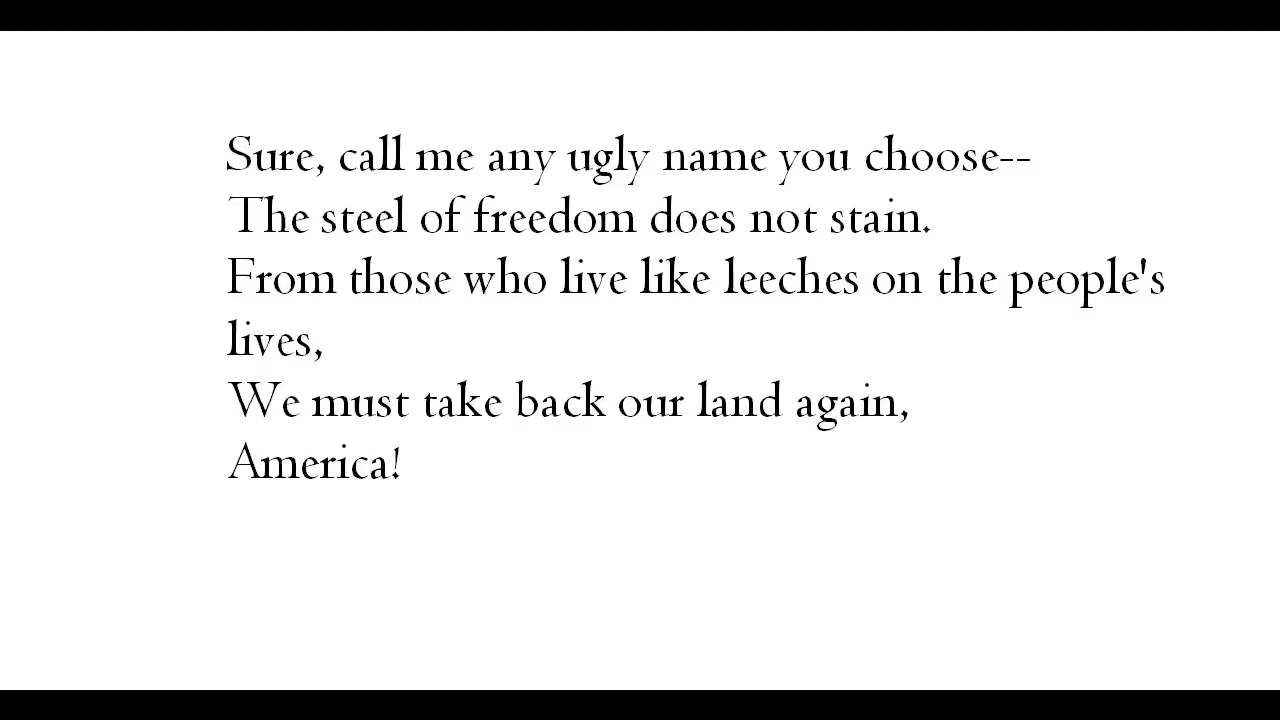 Sure, call me any ugly name you choose--
The steel of freedom does not stain.
From those who live like leeches on the people's
lives,
We must take back our land again,
America!